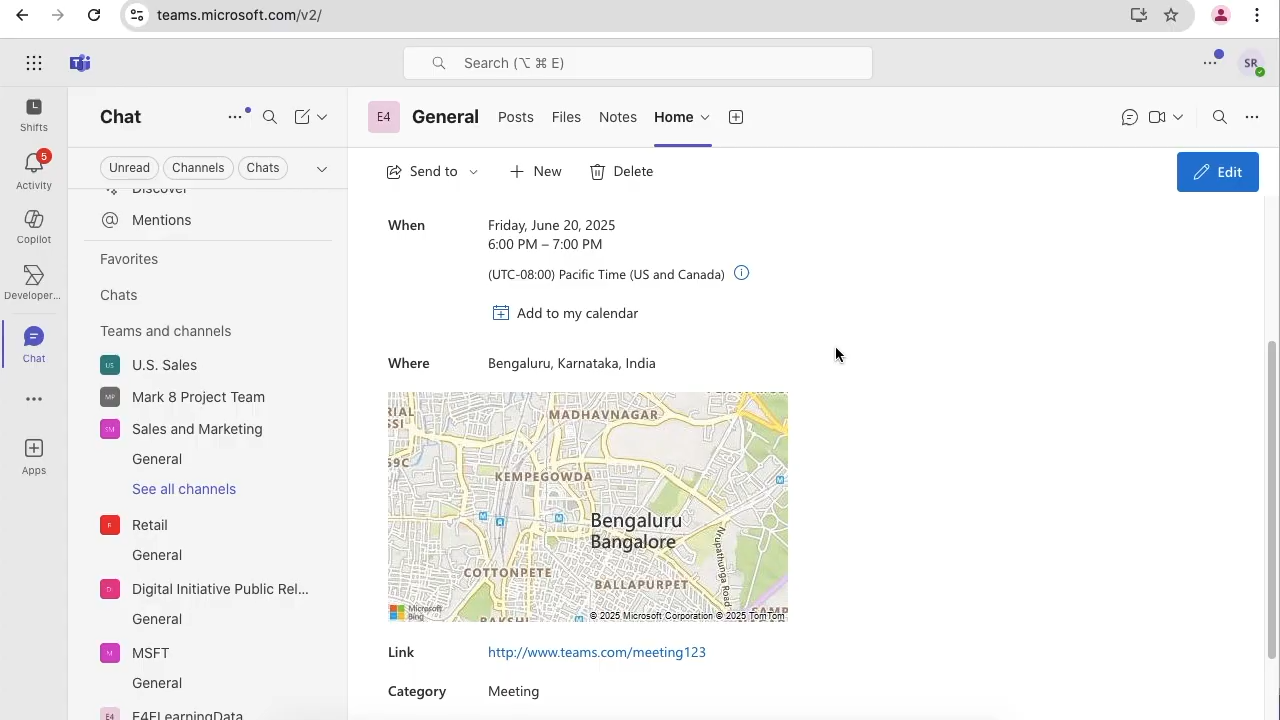 teams.microsoft.com/v2/
Search (⌥ ⌘ E)
SR
Shifts
5
Activity
Copilot
Developer...
Chat
Apps
Chat
Unread
Channels
Chats
Discover
Mentions
Favorites
Chats
Teams and channels
U.S. Sales
Mark 8 Project Team
Sales and Marketing
General
See all channels
Retail
General
Digital Initiative Public Rel...
General
MSFT
General
E4ELearningData
E4
General
Posts
Files
Notes
Home
Send to
New
Delete
Edit
When
Friday, June 20, 2025
6:00 PM – 7:00 PM
(UTC-08:00) Pacific Time (US and Canada)
Add to my calendar
Where
Bengaluru, Karnataka, India
MADHAVNAGAR
KEMPEGOWDA
Bengaluru
Bangalore
COTTONPETE
BALLAPURPET
Nrupathunga Road
Microsoft
Bing
© 2025 Microsoft Corporation © 2025 TomTom
Link
http://www.teams.com/meeting123
Category
Meeting